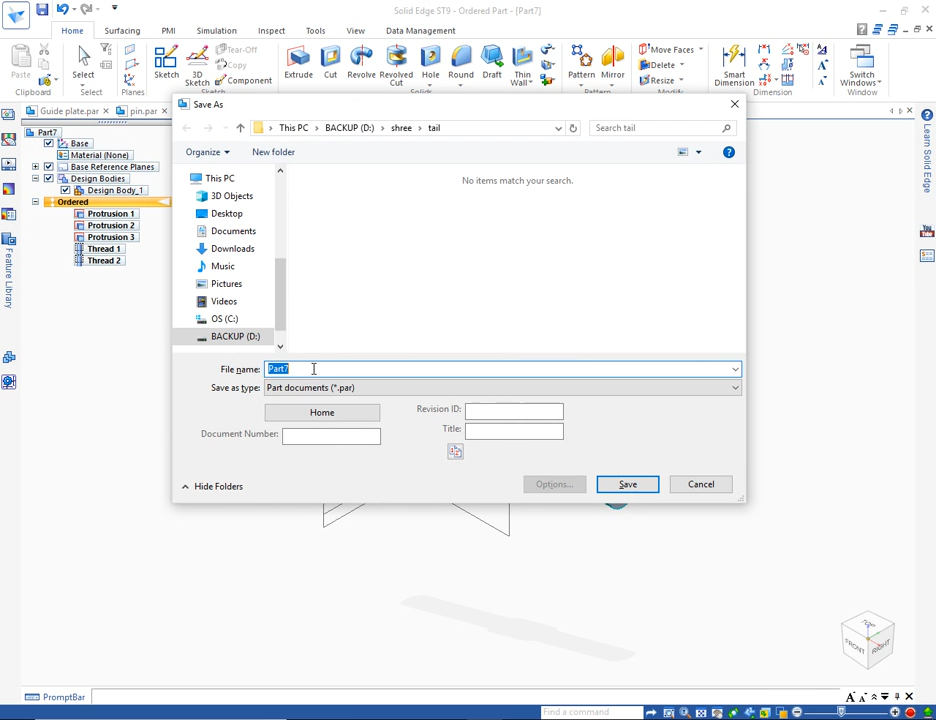 Solid Edge ST9 - Ordered Part - [Part7]
Home Surfacing PMI Simulation Inspect Tools View Data Management
Paste
Clipboard
Select
Select
Planes
Sketch
3D
Sketch
Tear-Off
Copy
Component
Extrude
Cut
Revolve
Revolved
Cut
Hole
Round
Draft
Thin
Wall
Solids
Pattern
Mirror
Pattern
Move Faces
Delete
Resize
Smart
Dimension
Dimension
Switch
Windows
Window
Guide plate.par
pin.par
Save As
This PC
BACKUP (D:)
shree
tail
Search tail
Organize
New folder
No items match your search.
This PC
3D Objects
Desktop
Documents
Downloads
Music
Pictures
Videos
OS (C:)
BACKUP (D:)
File name: Part7
Save as type: Part documents (*.par)
Home
Document Number:
Revision ID:
Title:
Hide Folders
Options...
Save
Cancel
Part7
Base
Material (None)
Base Reference Planes
Design Bodies
Design Body_1
Ordered
Protrusion 1
Protrusion 2
Protrusion 3
Thread 1
Thread 2
Feature Library
Learn Solid Edge
You
Tube
TOP
FRONT
RIGHT
PromptBar
Find a command